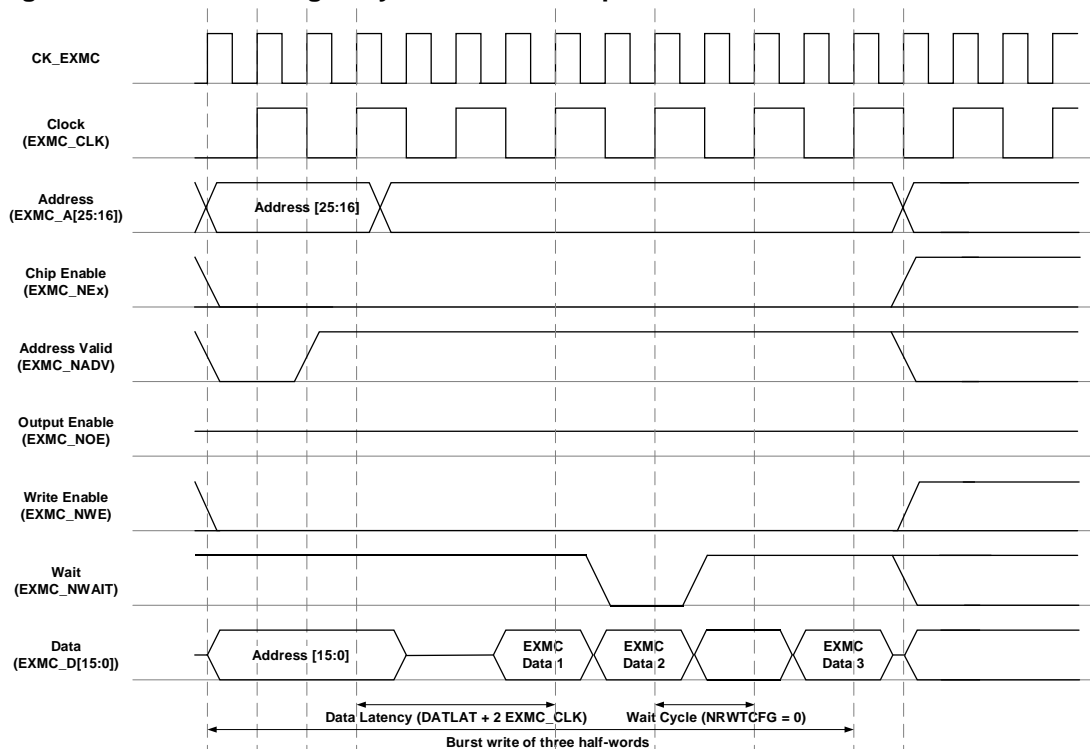 CK_EXMC
Clock
(EXMC_CLK)
Address
(EXMC_A[25:16])
Address [25:16]
Chip Enable
(EXMC_NEx)
Address Valid
(EXMC_NADV)
Output Enable
(EXMC_NOE)
Write Enable
(EXMC_NWE)
Wait
(EXMC_NWAIT)
Data
(EXMC_D[15:0])
Address [15:0]
EXMC
Data 1
EXMC
Data 2
EXMC
Data 3
Data Latency (DATLAT + 2 EXMC_CLK)
Wait Cycle (NRWTCFG = 0)
Burst write of three half-words